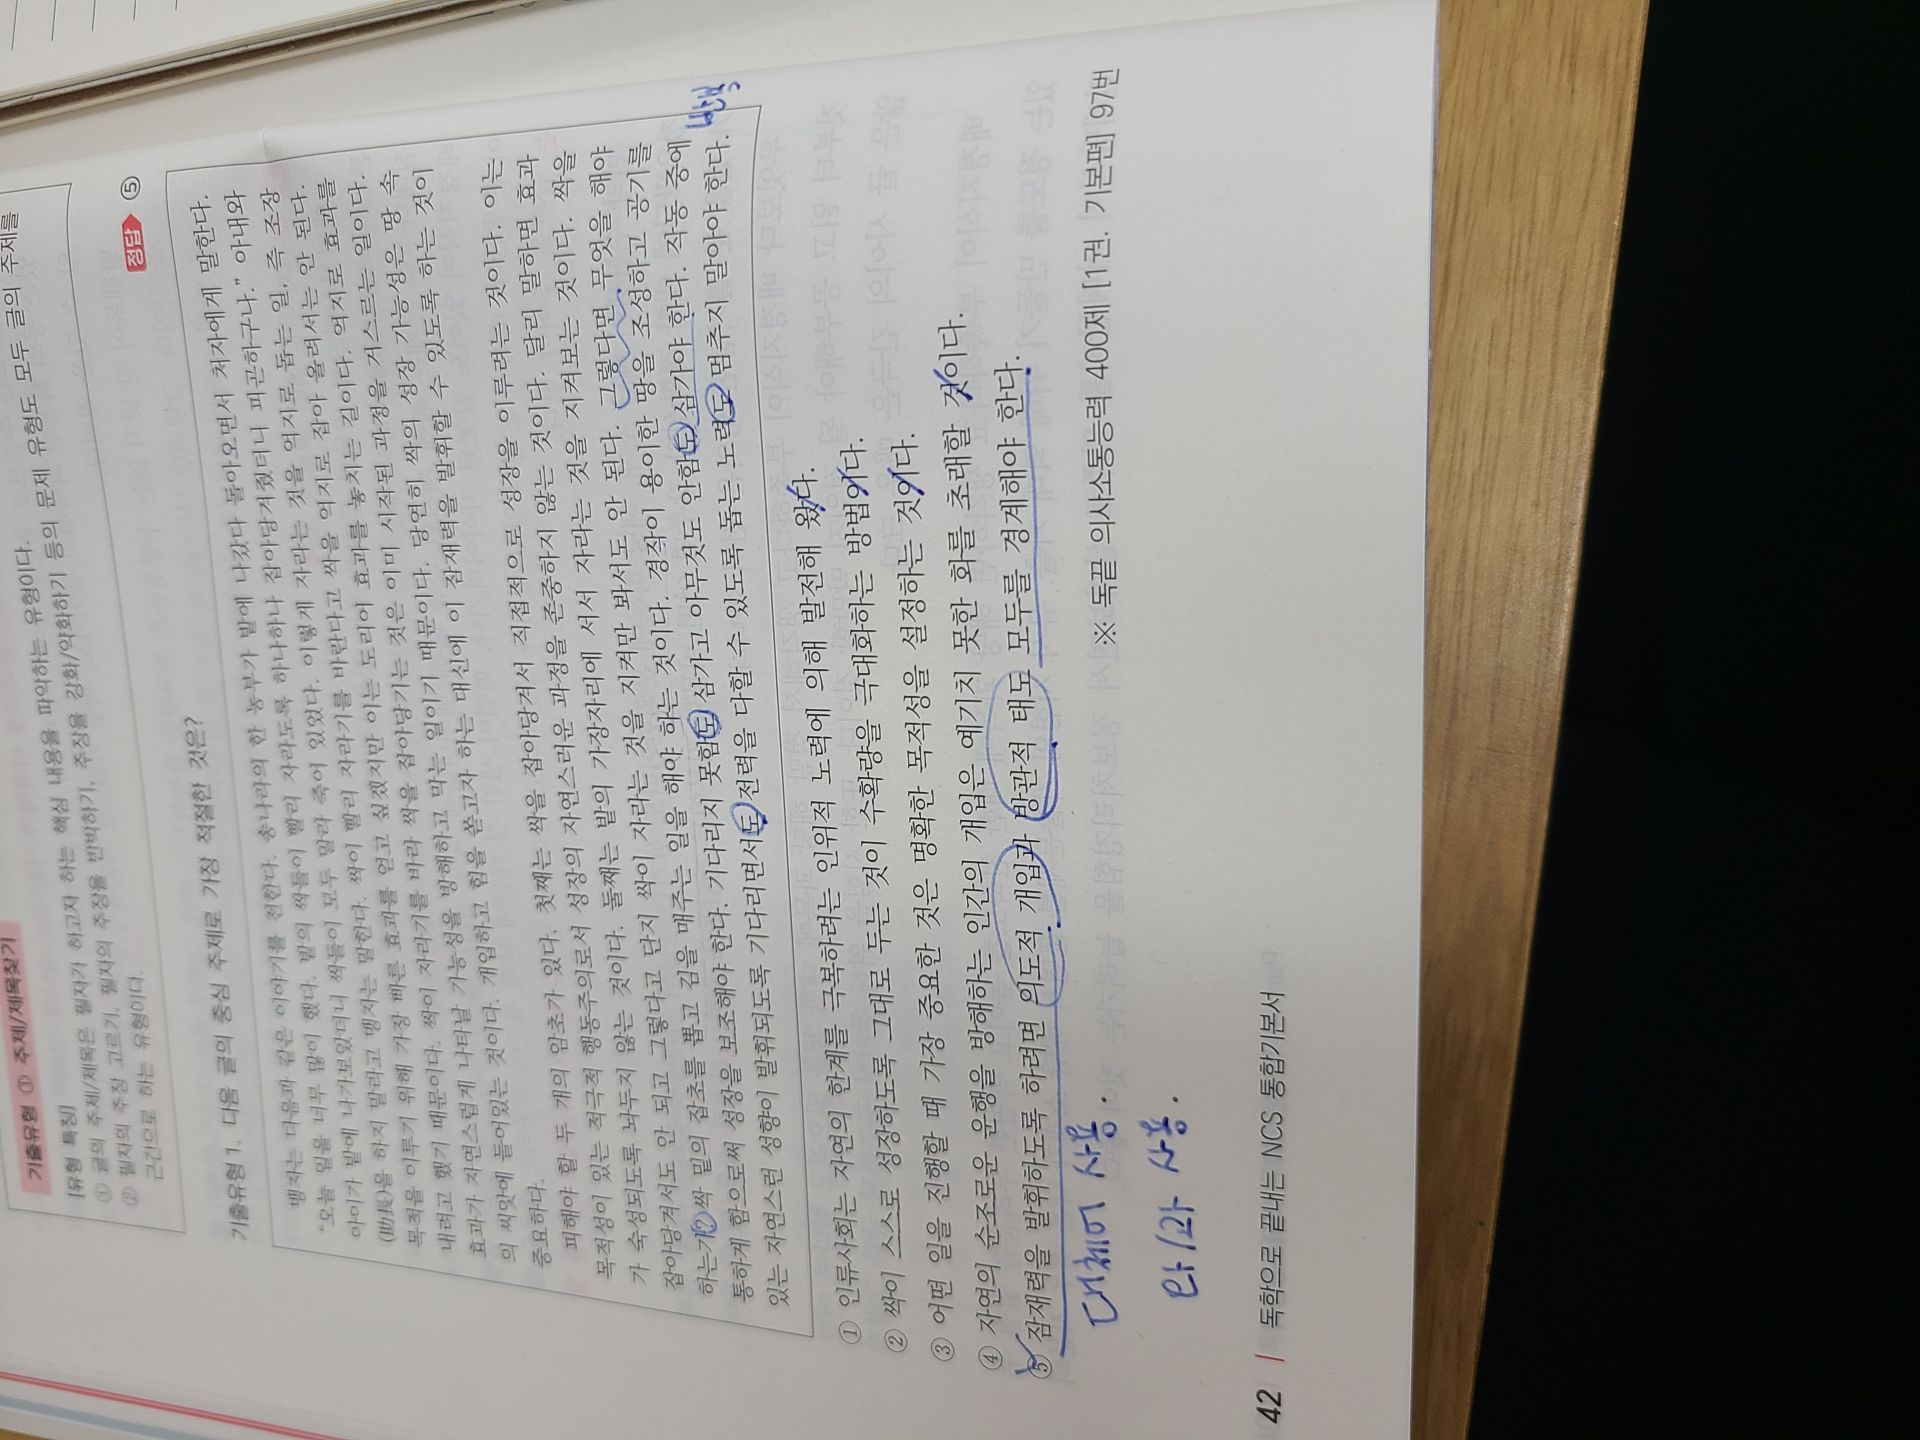 기출유형 ① 주제/제목찾기
[유형 특징]
① 글의 주제/제목은 필자가 하고자 하는 핵심 내용을 파악하는 유형이다.
② 필자의 주장 고르기, 필자의 주장을 반박하기, 주장을 강화/약화하기 등의 문제 유형도 모두 글의 주제를
근간으로 하는 유형이다.
기출유형 1. 다음 글의 중심 주제로 가장 적절한 것은?
정답 ⑤
맹자는 다음과 같은 이야기를 전한다. 송나라의 한 농부가 밭에 나갔다 돌아오면서 처자에게 말한다.
“오늘 일을 너무 많이 했다. 밭의 싹들이 빨리 자라도록 하나하나 잡아당겨줬더니 피곤하구나.” 아내와
아이가 밭에 나가보았더니 싹들이 모두 말라 죽어 있었다. 이렇게 자라는 것을 억지로 돕는 일, 즉 조장
(助長)을 하지 말라고 맹자는 말한다. 싹이 빨리 자라기를 바란다고 싹을 억지로 잡아 올려서는 안 된다.
목적을 이루기 위해 가장 빠른 효과를 얻고 싶겠지만 이는 도리어 효과를 놓치는 길이다. 억지로 효과를
내려고 했기 때문이다. 싹이 자라기를 바라 싹을 잡아당기는 것은 이미 시작된 과정을 거스르는 일이다.
효과가 자연스럽게 나타날 가능성을 방해하고 막는 일이기 때문이다. 당연히 싹의 성장 가능성은 땅 속
의 씨앗에 들어있는 것이다. 개입하고 힘을 쏟고자 하는 대신에 이 잠재력을 발휘할 수 있도록 하는 것이
중요하다.
피해야 할 두 개의 암초가 있다. 첫째는 싹을 잡아당겨서 직접적으로 성장을 이루려는 것이다. 이는
목적성이 있는 적극적 행동주의로서 성장의 자연스러운 과정을 존중하지 않는 것이다. 달리 말하면 효과
가 숙성되도록 놔두지 않는 것이다. 둘째는 밭의 가장자리에 서서 자라는 것을 지켜보는 것이다. 싹을
잡아당겨서도 안 되고 그렇다고 단지 싹이 자라는 것을 지켜만 봐서도 안 된다. 그렇다면 무엇을 해야
하는가? 싹 밑의 잡초를 뽑고 김을 매주는 일을 해야 하는 것이다. 경작이 용이한 땅을 조성하고 공기를
통하게 함으로써 성장을 보조해야 한다. 기다리지 못함도 삼가고 아무것도 안함도 삼가야 한다. 작동 중에
있는 자연스런 성향이 발휘되도록 기다리면서도 전력을 다할 수 있도록 돕는 노력도 멈추지 말아야 한다.
① 인류사회는 자연의 한계를 극복하려는 인위적 노력에 의해 발전해 왔다.
② 싹이 스스로 성장하도록 그대로 두는 것이 수확량을 극대화하는 방법이다.
③ 어떤 일을 진행할 때 가장 중요한 것은 명확한 목적성을 설정하는 것이다.
④ 자연의 순조로운 운행을 방해하는 인간의 개입은 예기치 못한 화를 초래할 것이다.
⑤ 잠재력을 발휘하도록 하려면 의도적 개입과 방관적 태도 모두를 경계해야 한다.
대체어 사용.
※ 독끝 의사소통능력 400제 [1권. 기본편] 97번
와/과 사용.
42 | 독학으로 끝내는 NCS 통합기본서